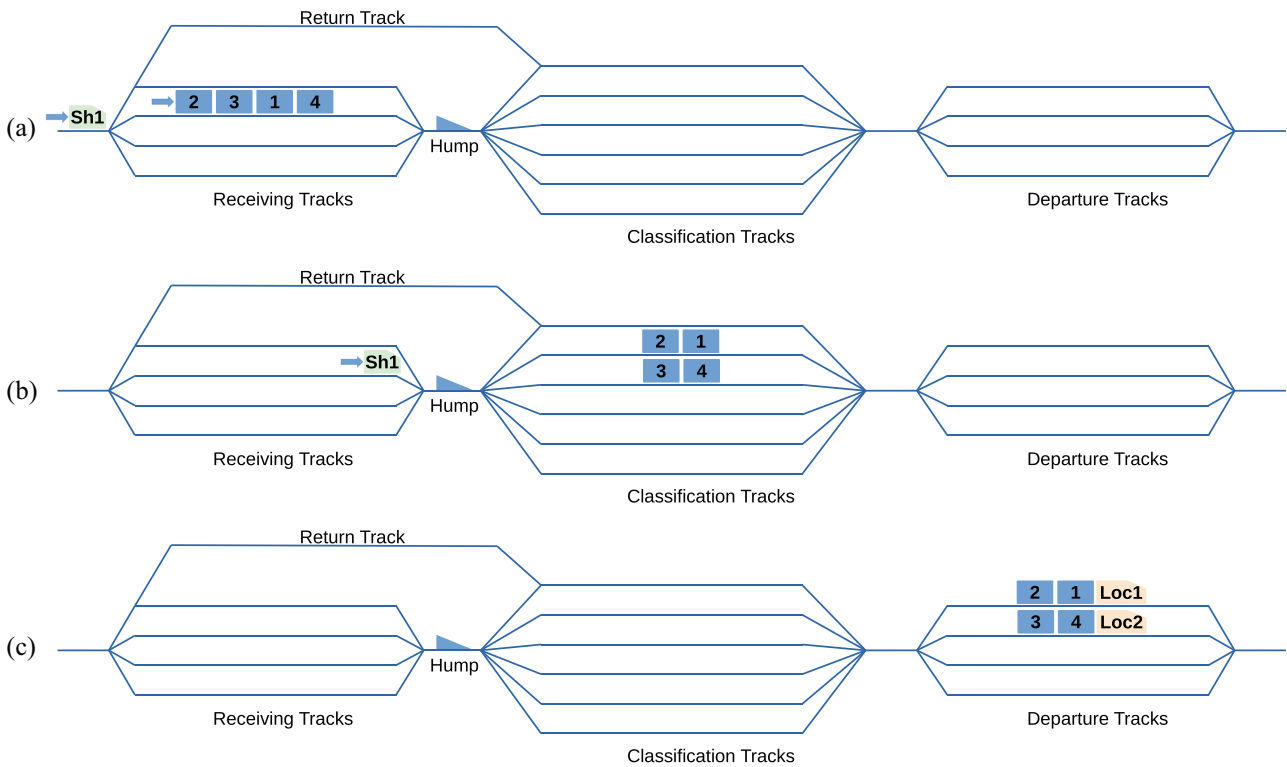 Return Track
2 3 1 4
Sh1
(a)
Hump
Receiving Tracks
Departure Tracks
Classification Tracks
Return Track
2 1
Sh1
3 4
(b)
Hump
Receiving Tracks
Departure Tracks
Classification Tracks
Return Track
2 1 Loc1
3 4 Loc2
(c)
Hump
Receiving Tracks
Departure Tracks
Classification Tracks